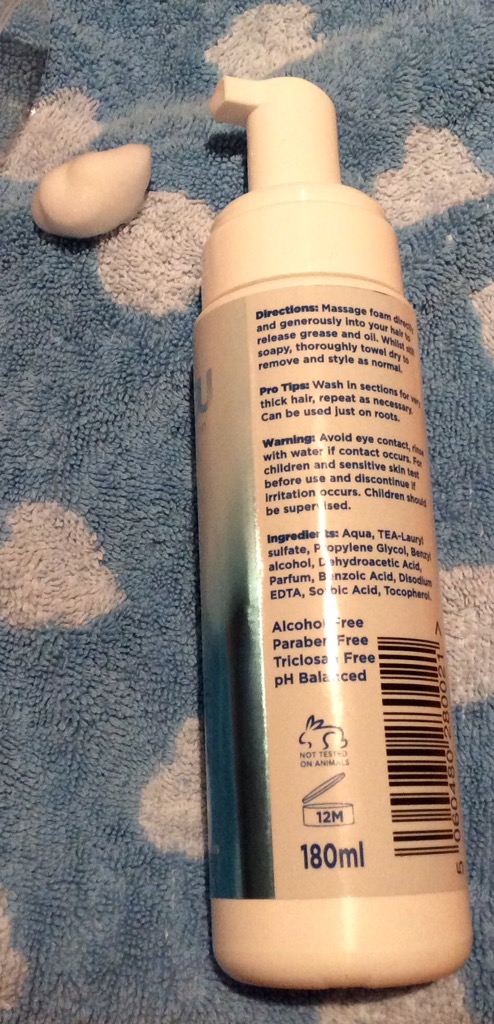 U
Directions: Massage foam directly
and generously into your hair to
release grease and oil. Whilst still
soapy, thoroughly towel dry to
remove and style as normal.
Pro Tips: Wash in sections for very
thick hair, repeat as necessary.
Can be used just on roots.
Warning: Avoid eye contact, rinse
with water if contact occurs. For
children and sensitive skin test
before use and discontinue if
irritation occurs. Children should
be supervised.
Ingredients: Aqua, TEA-Lauryl
sulfate, Propylene Glycol, Benzyl
alcohol, Dehydroacetic Acid,
Parfum, Benzoic Acid, Disodium
EDTA, Sorbic Acid, Tocopherol.
Alcohol Free
Paraben Free
Triclosan Free
pH Balanced
NOT TESTED
ON ANIMALS
12M
180ml
5 060480 280021 7